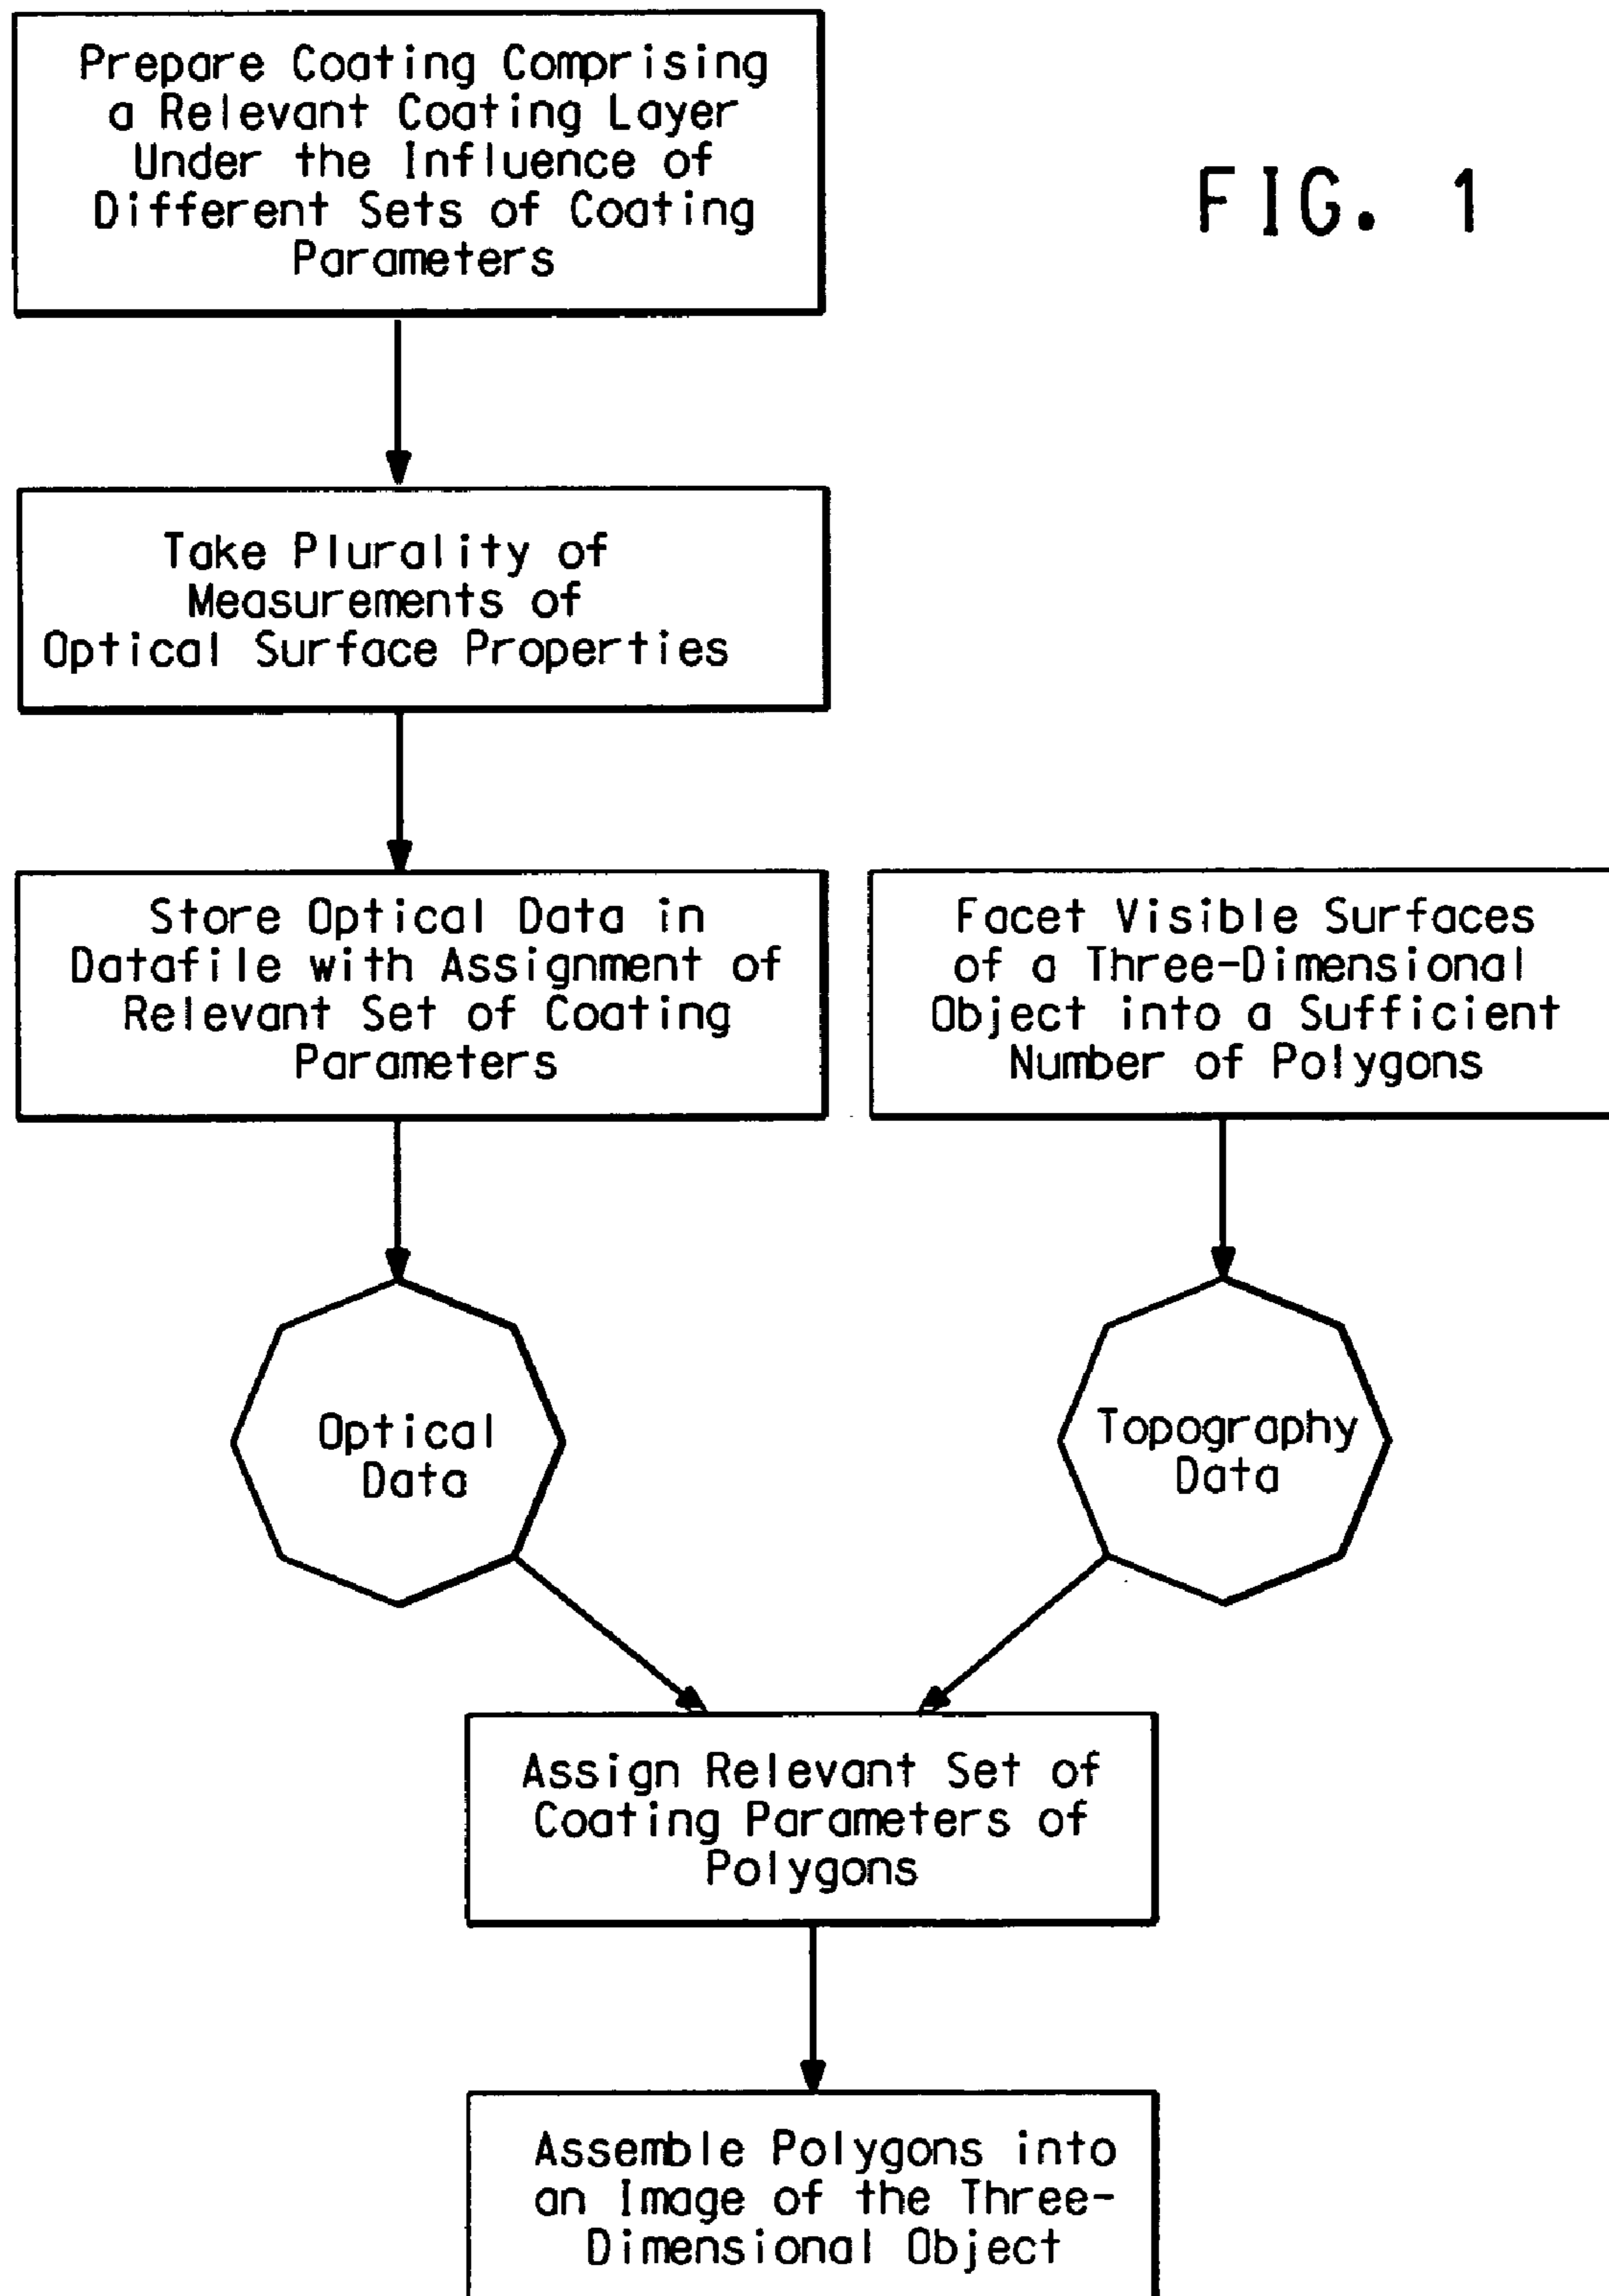 Prepare Coating Comprising
a Relevant Coating Layer
Under the Influence of
Different Sets of Coating
Parameters
FIG. 1
Take Plurality of
Measurements of
Optical Surface Properties
Store Optical Data in
Datafile with Assignment of
Relevant Set of Coating
Parameters
Facet Visible Surfaces
of a Three-Dimensional
Object into a Sufficient
Number of Polygons
Optical
Data
Topography
Data
Assign Relevant Set of
Coating Parameters of
Polygons
Assemble Polygons into
an Image of the Three-
Dimensional Object